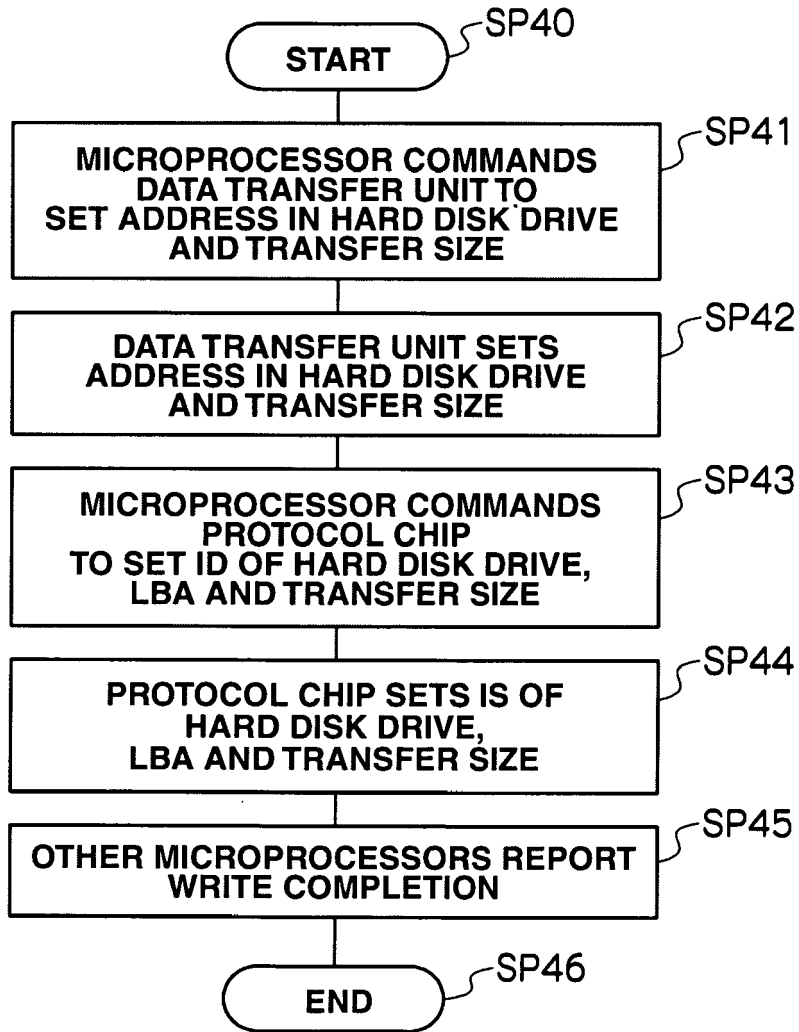 SP40
START
SP41
MICROPROCESSOR COMMANDS
DATA TRANSFER UNIT TO
SET ADDRESS IN HARD DISK DRIVE
AND TRANSFER SIZE
SP42
DATA TRANSFER UNIT SETS
ADDRESS IN HARD DISK DRIVE
AND TRANSFER SIZE
SP43
MICROPROCESSOR COMMANDS
PROTOCOL CHIP
TO SET ID OF HARD DISK DRIVE,
LBA AND TRANSFER SIZE
SP44
PROTOCOL CHIP SETS IS OF
HARD DISK DRIVE,
LBA AND TRANSFER SIZE
SP45
OTHER MICROPROCESSORS REPORT
WRITE COMPLETION
SP46
END